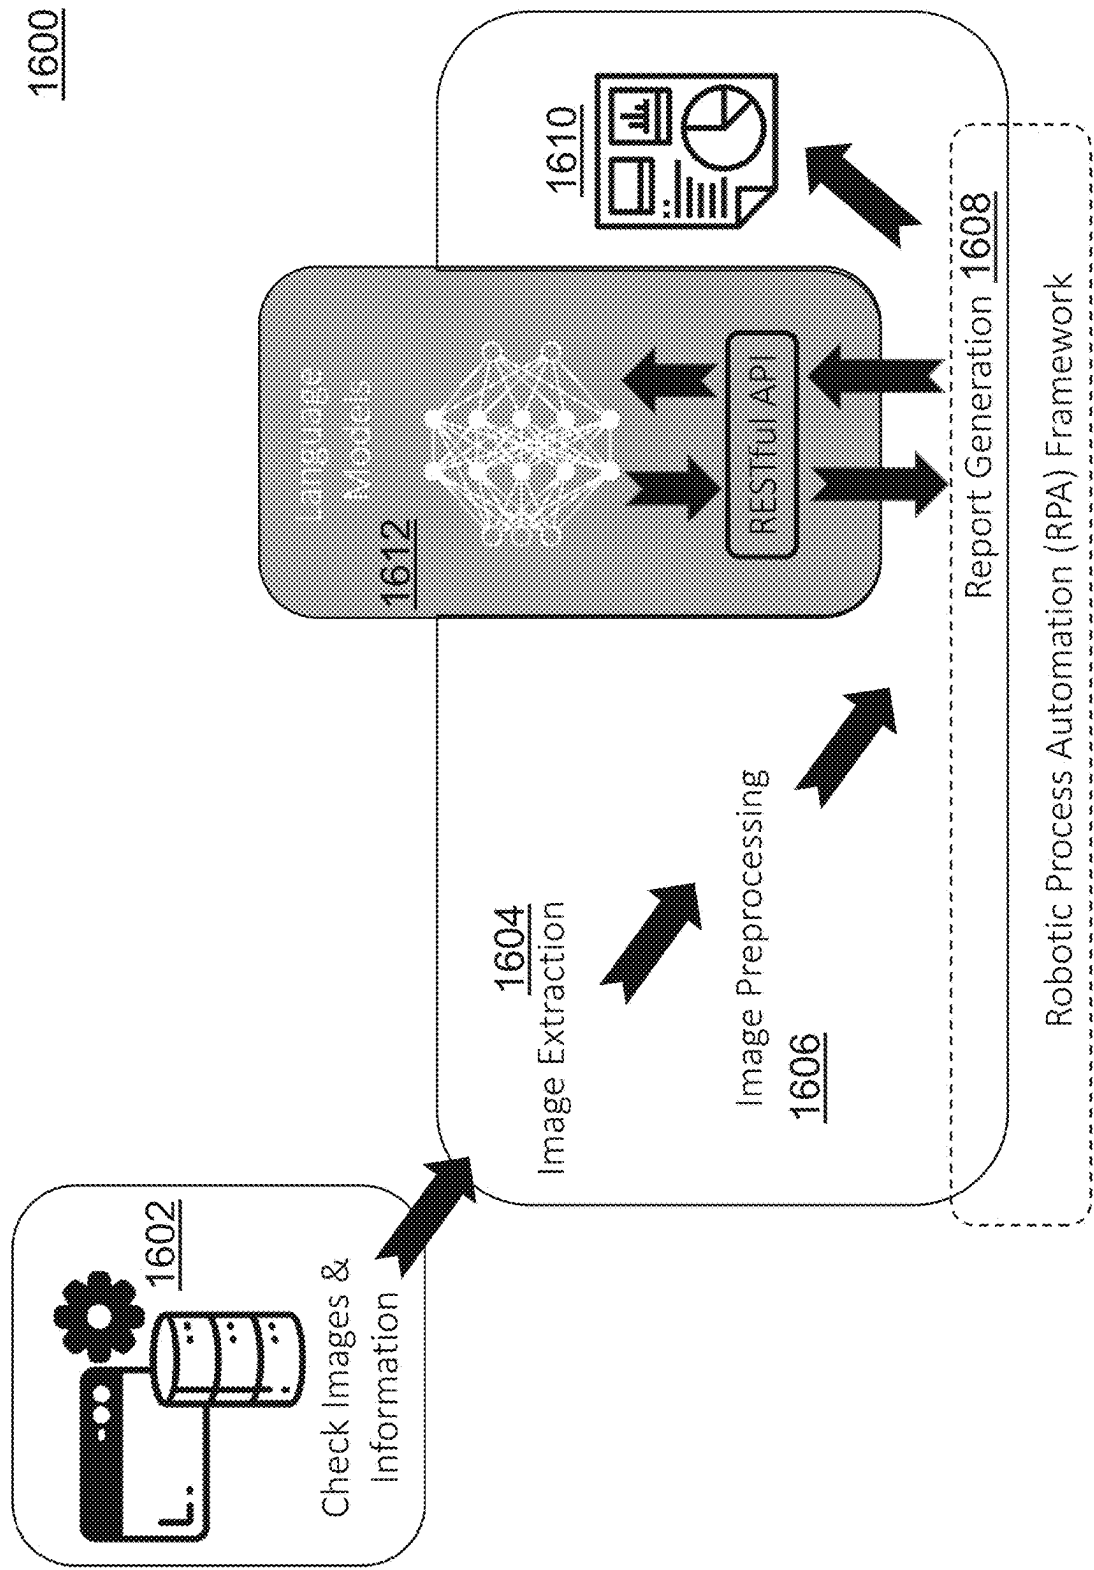 1600
1602
Check Images &
Information
1604
Image Extraction
Image Preprocessing
1606
1612
Language
RESTful API
1610
Report Generation 1608
Robotic Process Automation (RPA) Framework